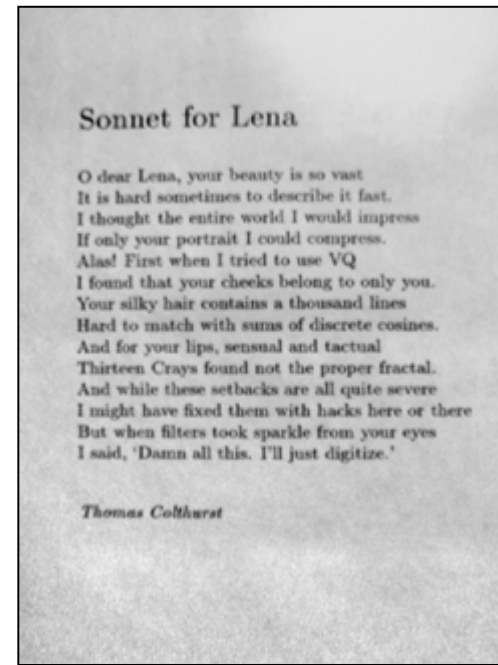 Sonnet for Lena
O dear Lena, your beauty is so vast
It is hard sometimes to describe it fast.
I thought the entire world I would impress
If only your portrait I could compress.
Alas! First when I tried to use VQ
I found that your cheeks belong to only you.
Your silky hair contains a thousand lines
Hard to match with sums of discrete cosines.
And for your lips, sensual and tactual
Thirteen Crays found not the proper fractal.
And while these setbacks are all quite severe
I might have fixed them with hacks here or there
But when filters took sparkle from your eyes
I said, 'Damn all this. I'll just digitize.'
Thomas Colthurst